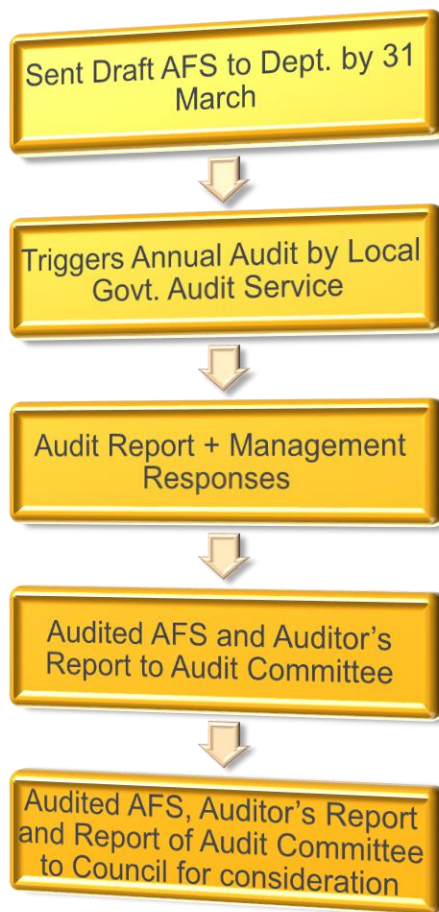 Sent Draft AFS to Dept. by 31
March
Triggers Annual Audit by Local
Govt. Audit Service
Audit Report + Management
Responses
Audited AFS and Auditor's
Report to Audit Committee
Audited AFS, Auditor's Report
and Report of Audit Committee
to Council for consideration